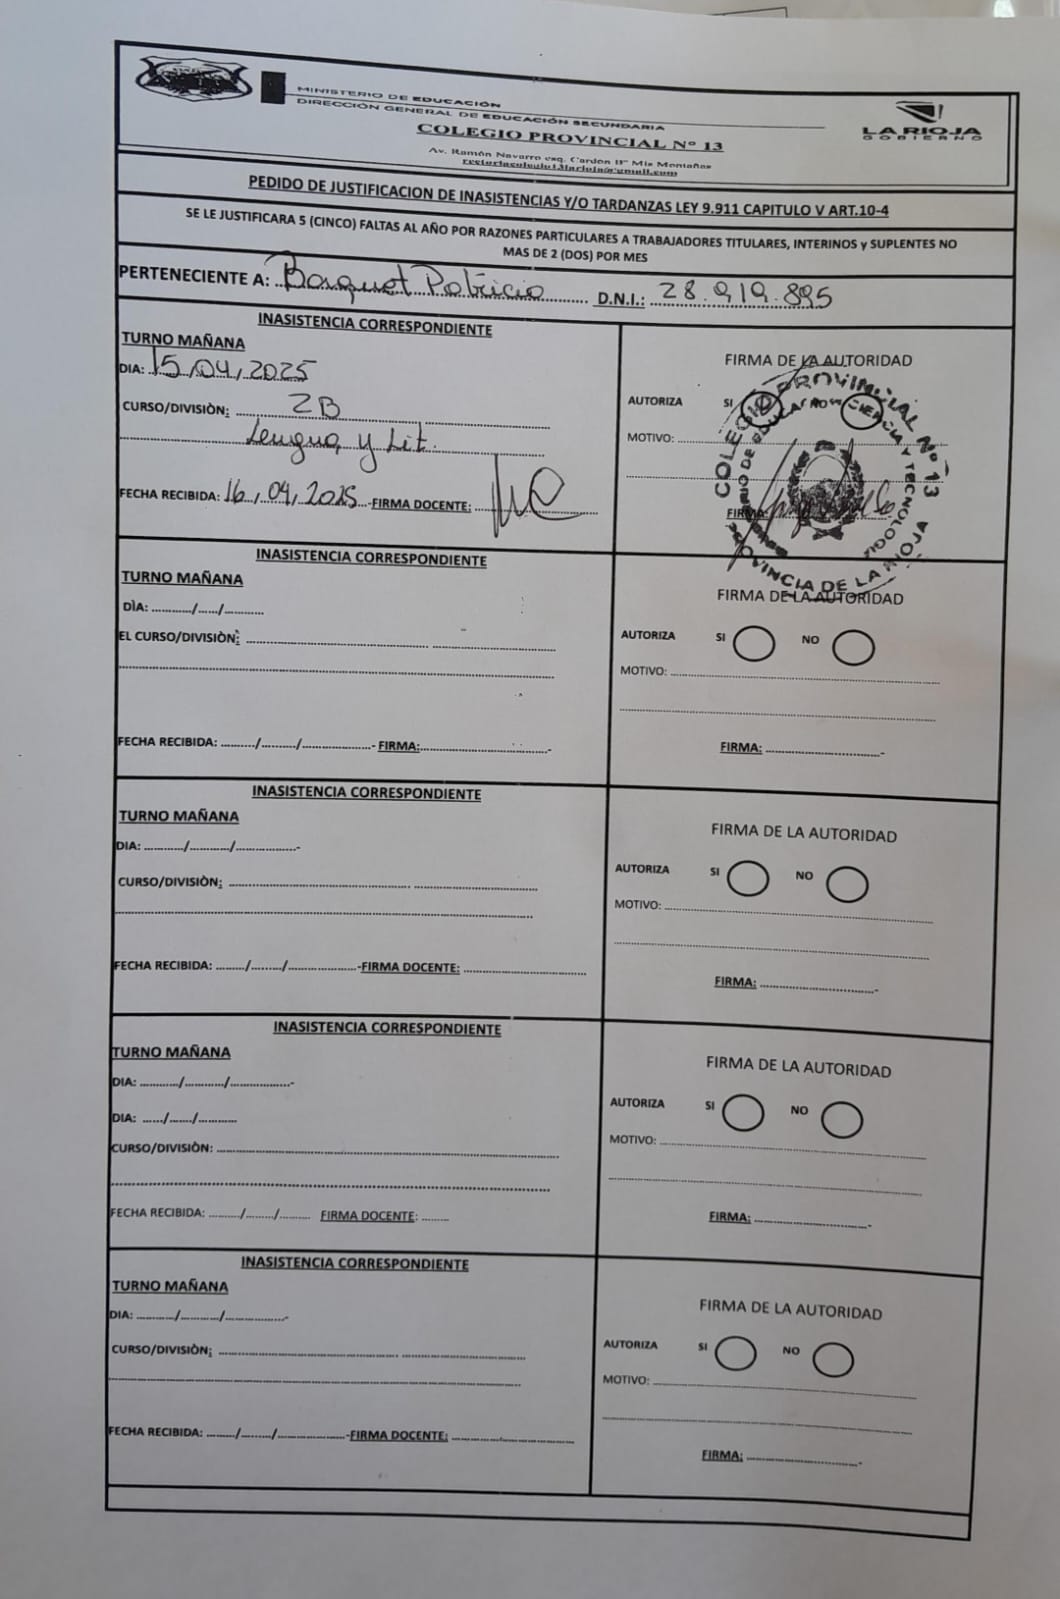 MINISTERIO DE EDUCACIÓN
DIRECCIÓN GENERAL DE EDUCACIÓN SECUNDARIA
COLEGIO PROVINCIAL Nº 13
Av. Ramón Navarro esq. Cardon Bº Mis Montañas
LA RIOJA
GOBIERNO
PEDIDO DE JUSTIFICACION DE INASISTENCIAS Y/O TARDANZAS LEY 9.911 CAPITULO V ART.10-4
SE LE JUSTIFICARA 5 (CINCO) FALTAS AL AÑO POR RAZONES PARTICULARES A TRABAJADORES TITULARES, INTERINOS y SUPLENTES NO
MAS DE 2 (DOS) POR MES
PERTENECIENTE A: Patricio D.N.I.: 28.919.895
INASISTENCIA CORRESPONDIENTE
TURNO MAÑANA
DIA: 15/04/2025
CURSO/DIVISIÒN: 2B
Lengua y Lit.
FECHA RECIBIDA: 16/04/2025-FIRMA DOCENTE:
FIRMA DE LA AUTORIDAD
AUTORIZA SI
MOTIVO:
FIRMA:
COLEGIO PROVINCIAL Nº 13
PROVINCIA DE LA RIOJA
INASISTENCIA CORRESPONDIENTE
TURNO MAÑANA
DÌA: ............/....../............
EL CURSO/DIVISIÒN:
FECHA RECIBIDA: ........./........./..................- FIRMA:
FIRMA DE LA AUTORIDAD
AUTORIZA SI NO
MOTIVO:
FIRMA:
INASISTENCIA CORRESPONDIENTE
TURNO MAÑANA
DIA: .........../.........../.................-
CURSO/DIVISIÒN:
FECHA RECIBIDA: ......../......../....................-FIRMA DOCENTE:
FIRMA DE LA AUTORIDAD
AUTORIZA SI NO
MOTIVO:
FIRMA:
INASISTENCIA CORRESPONDIENTE
TURNO MAÑANA
DIA: .........../.........../.................-
DIA: ....../......./...........
CURSO/DIVISIÒN:
FECHA RECIBIDA: ........./......../......... FIRMA DOCENTE: ........
FIRMA DE LA AUTORIDAD
AUTORIZA SI NO
MOTIVO:
FIRMA:
INASISTENCIA CORRESPONDIENTE
TURNO MAÑANA
DIA: .........../.........../.................-
CURSO/DIVISIÒN:
FECHA RECIBIDA: ......../......../....................-FIRMA DOCENTE:
FIRMA DE LA AUTORIDAD
AUTORIZA SI NO
MOTIVO:
FIRMA: